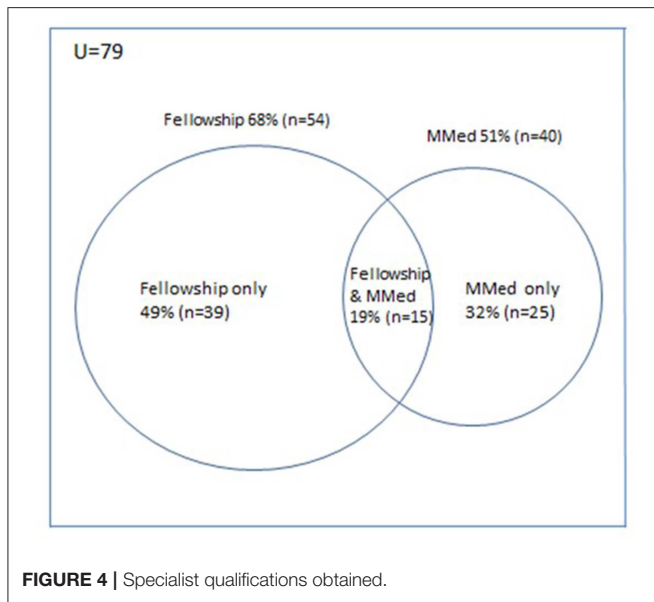 U=79
Fellowship 68% (n=54)
MMed 51% (n=40)
Fellowship only
49% (n=39)
Fellowship
& MMed
19% (n=15)
MMed only
32% (n=25)
FIGURE 4 | Specialist qualifications obtained.